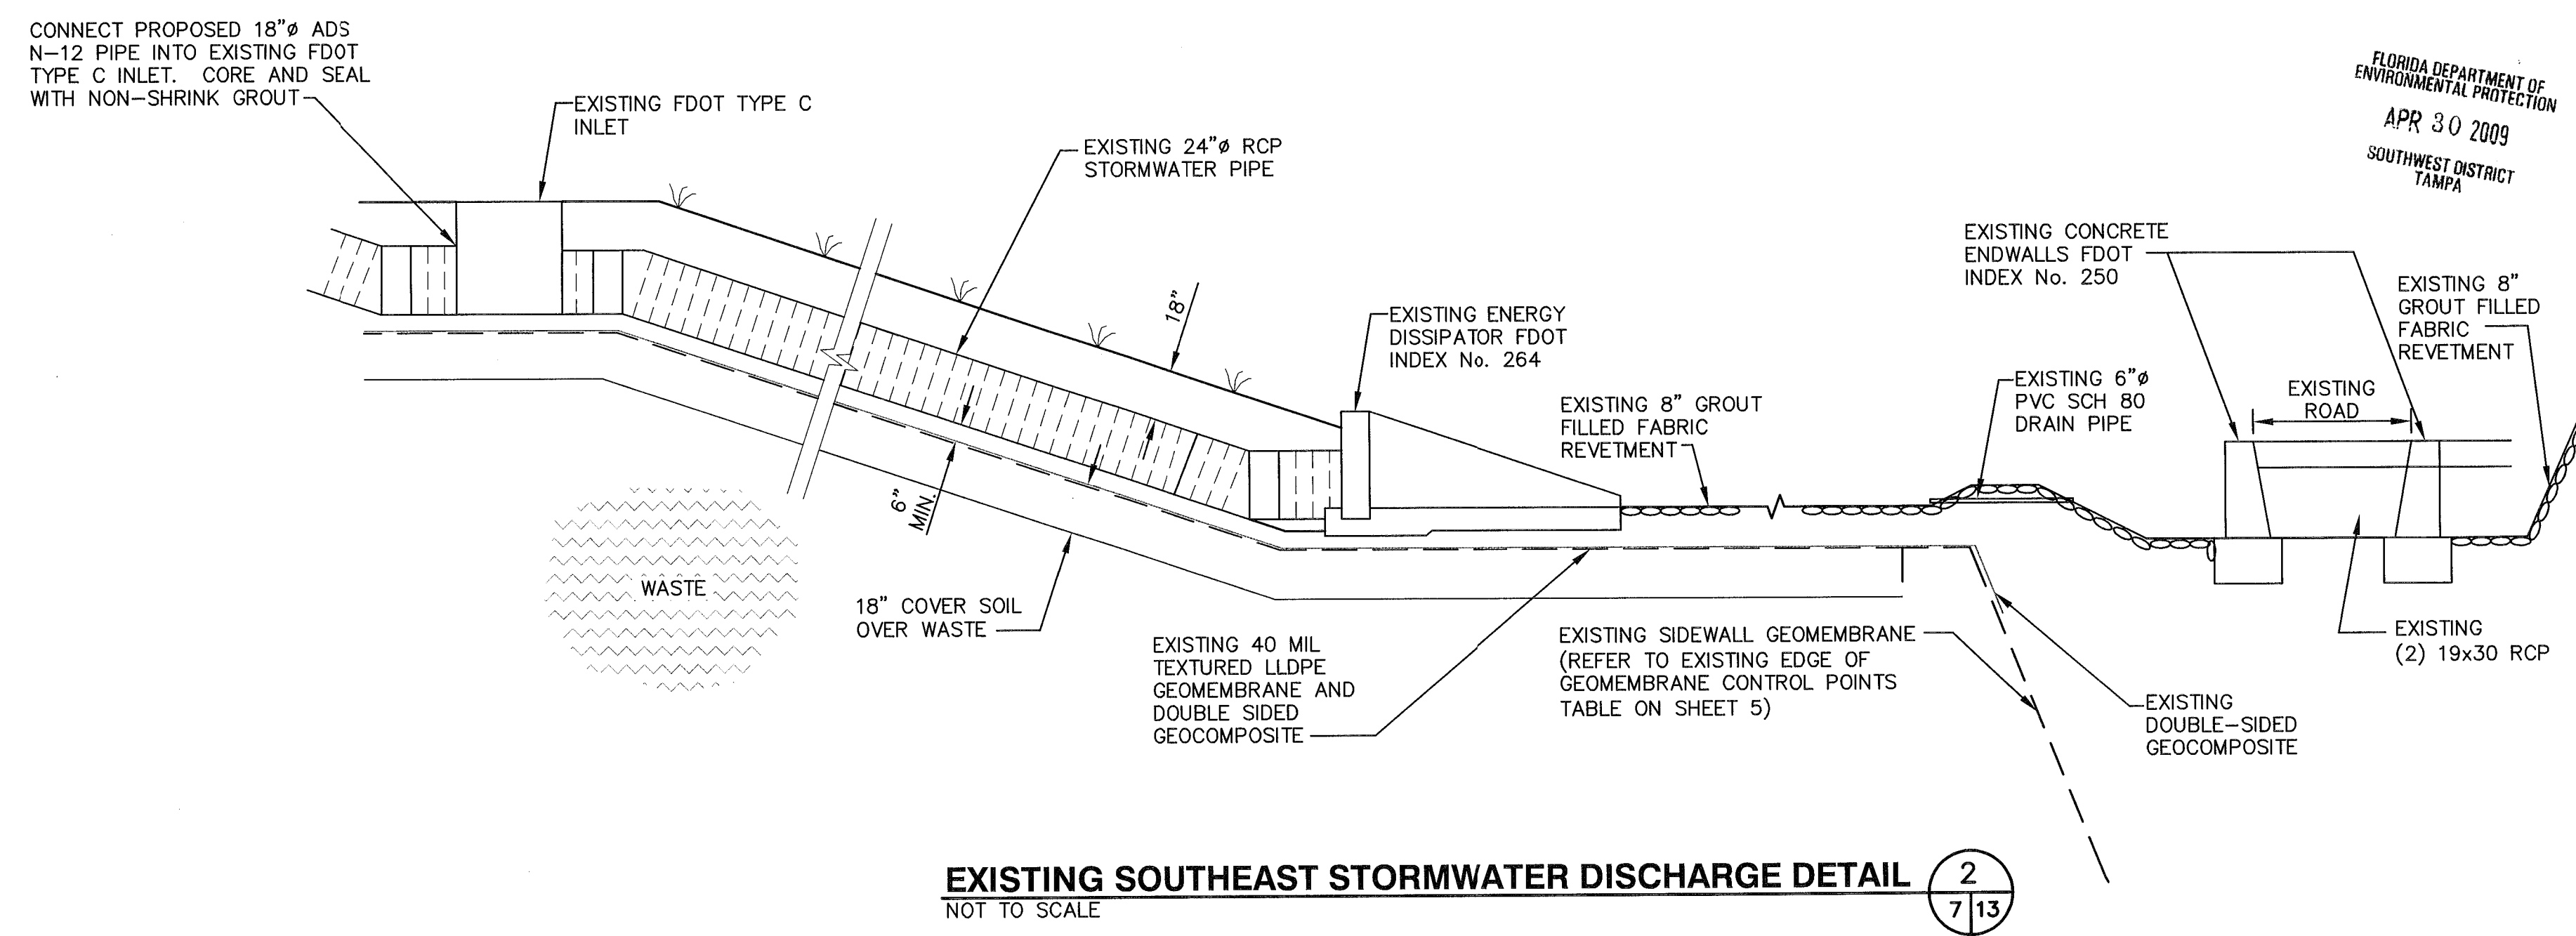 CONNECT PROPOSED 18"ø ADS
N-12 PIPE INTO EXISTING FDOT
TYPE C INLET. CORE AND SEAL
WITH NON-SHRINK GROUT
EXISTING FDOT TYPE C
INLET
EXISTING 24"ø RCP
STORMWATER PIPE
FLORIDA DEPARTMENT OF
ENVIRONMENTAL PROTECTION
APR 30 2009
SOUTHWEST DISTRICT
TAMPA
EXISTING CONCRETE
ENDWALLS FDOT
INDEX No. 250
EXISTING 8"
GROUT FILLED
FABRIC
REVETMENT
18"
EXISTING ENERGY
DISSIPATOR FDOT
INDEX No. 264
EXISTING 8" GROUT
FILLED FABRIC
REVETMENT
EXISTING 6"ø
PVC SCH 80
DRAIN PIPE
EXISTING
ROAD
6"
MIN.
WASTE
18" COVER SOIL
OVER WASTE
EXISTING 40 MIL
TEXTURED LLDPE
GEOMEMBRANE AND
DOUBLE SIDED
GEOCOMPOSITE
EXISTING SIDEWALL GEOMEMBRANE
(REFER TO EXISTING EDGE OF
GEOMEMBRANE CONTROL POINTS
TABLE ON SHEET 5)
EXISTING
(2) 19x30 RCP
EXISTING
DOUBLE-SIDED
GEOCOMPOSITE
EXISTING SOUTHEAST STORMWATER DISCHARGE DETAIL
NOT TO SCALE
2
7 13